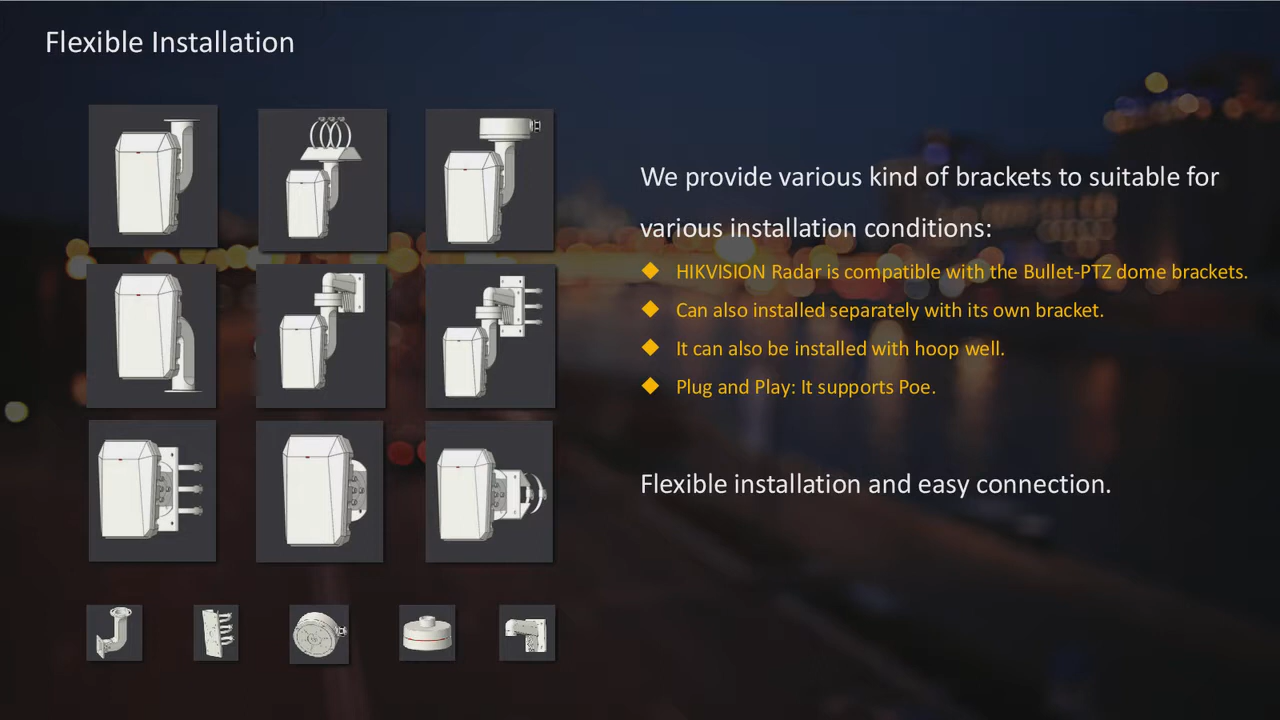 Flexible Installation
We provide various kind of brackets to suitable for
various installation conditions:
HIKVISION Radar is compatible with the Bullet-PTZ dome brackets.
Can also installed separately with its own bracket.
It can also be installed with hoop well.
Plug and Play: It supports Poe.
Flexible installation and easy connection.